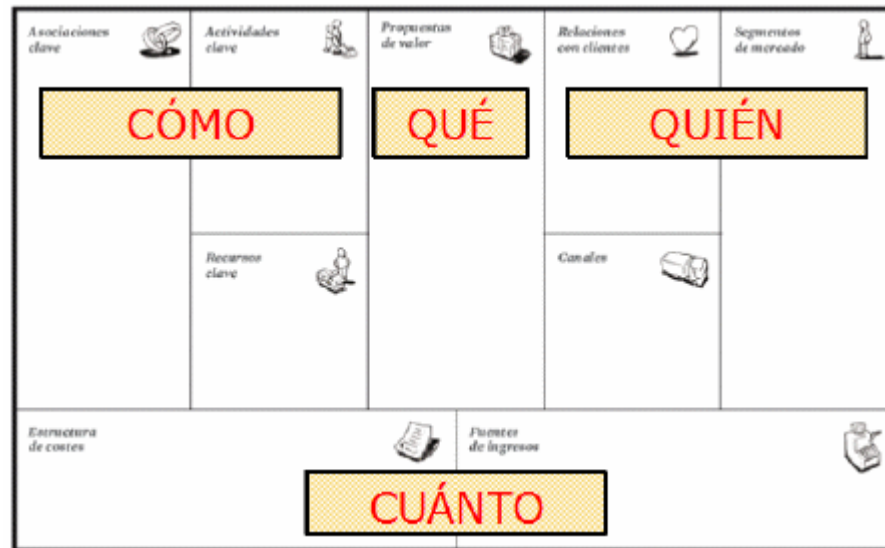 Asociaciones
clave
Actividades
clave
Propuestas
de valor
Relaciones
con clientes
Segmentos
de mercado
CÓMO
QUÉ
QUIÉN
Recursos
clave
Canales
Estructura
de costes
Fuentes
de ingresos
CUÁNTO